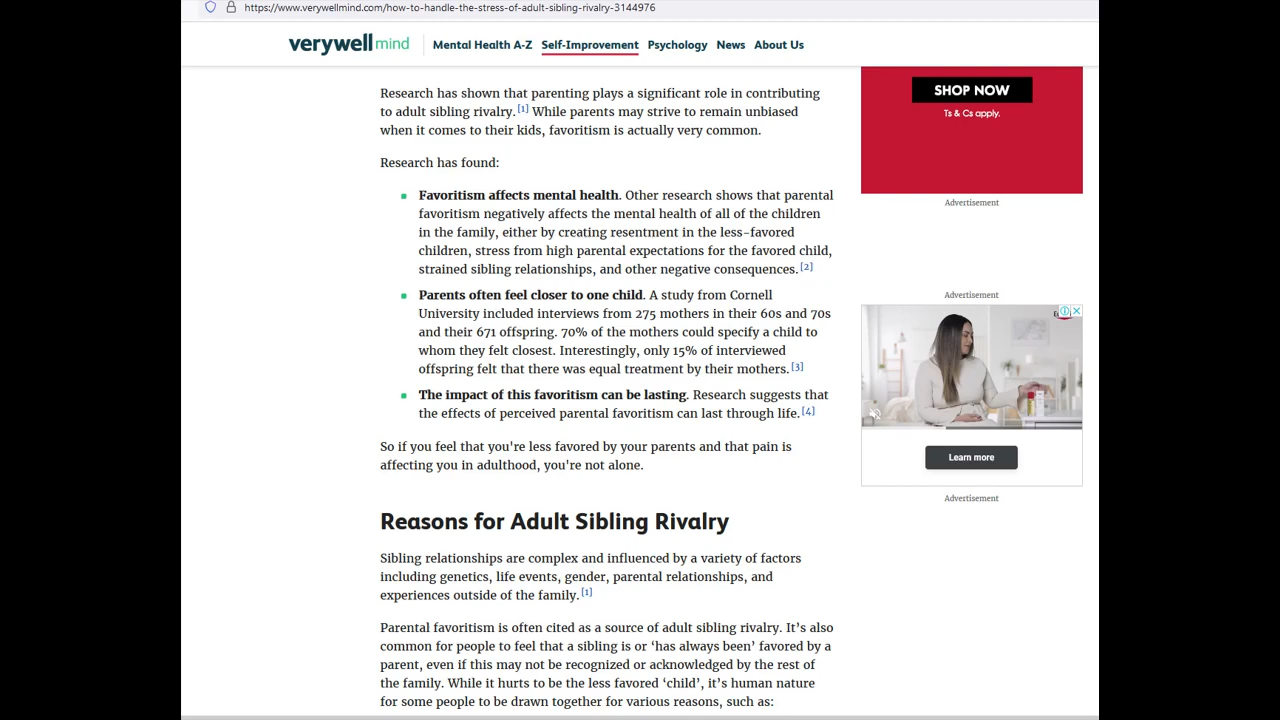 https://www.verywellmind.com/how-to-handle-the-stress-of-adult-sibling-rivalry-3144976
verywell mind
Mental Health A-Z Self-Improvement Psychology News About Us
Research has shown that parenting plays a significant role in contributing
to adult sibling rivalry.[1] While parents may strive to remain unbiased
when it comes to their kids, favoritism is actually very common.
Research has found:
Favoritism affects mental health. Other research shows that parental
favoritism negatively affects the mental health of all of the children
in the family, either by creating resentment in the less-favored
children, stress from high parental expectations for the favored child,
strained sibling relationships, and other negative consequences.[2]
Parents often feel closer to one child. A study from Cornell
University included interviews from 275 mothers in their 60s and 70s
and their 671 offspring. 70% of the mothers could specify a child to
whom they felt closest. Interestingly, only 15% of interviewed
offspring felt that there was equal treatment by their mothers.[3]
The impact of this favoritism can be lasting. Research suggests that
the effects of perceived parental favoritism can last through life.[4]
So if you feel that you're less favored by your parents and that pain is
affecting you in adulthood, you're not alone.
Reasons for Adult Sibling Rivalry
Sibling relationships are complex and influenced by a variety of factors
including genetics, life events, gender, parental relationships, and
experiences outside of the family.[1]
Parental favoritism is often cited as a source of adult sibling rivalry. It’s also
common for people to feel that a sibling is or ‘has always been’ favored by a
parent, even if this may not be recognized or acknowledged by the rest of
the family. While it hurts to be the less favored ‘child’, it’s human nature
for some people to be drawn together for various reasons, such as:
SHOP NOW
Ts & Cs apply.
Advertisement
Advertisement
Learn more
Advertisement